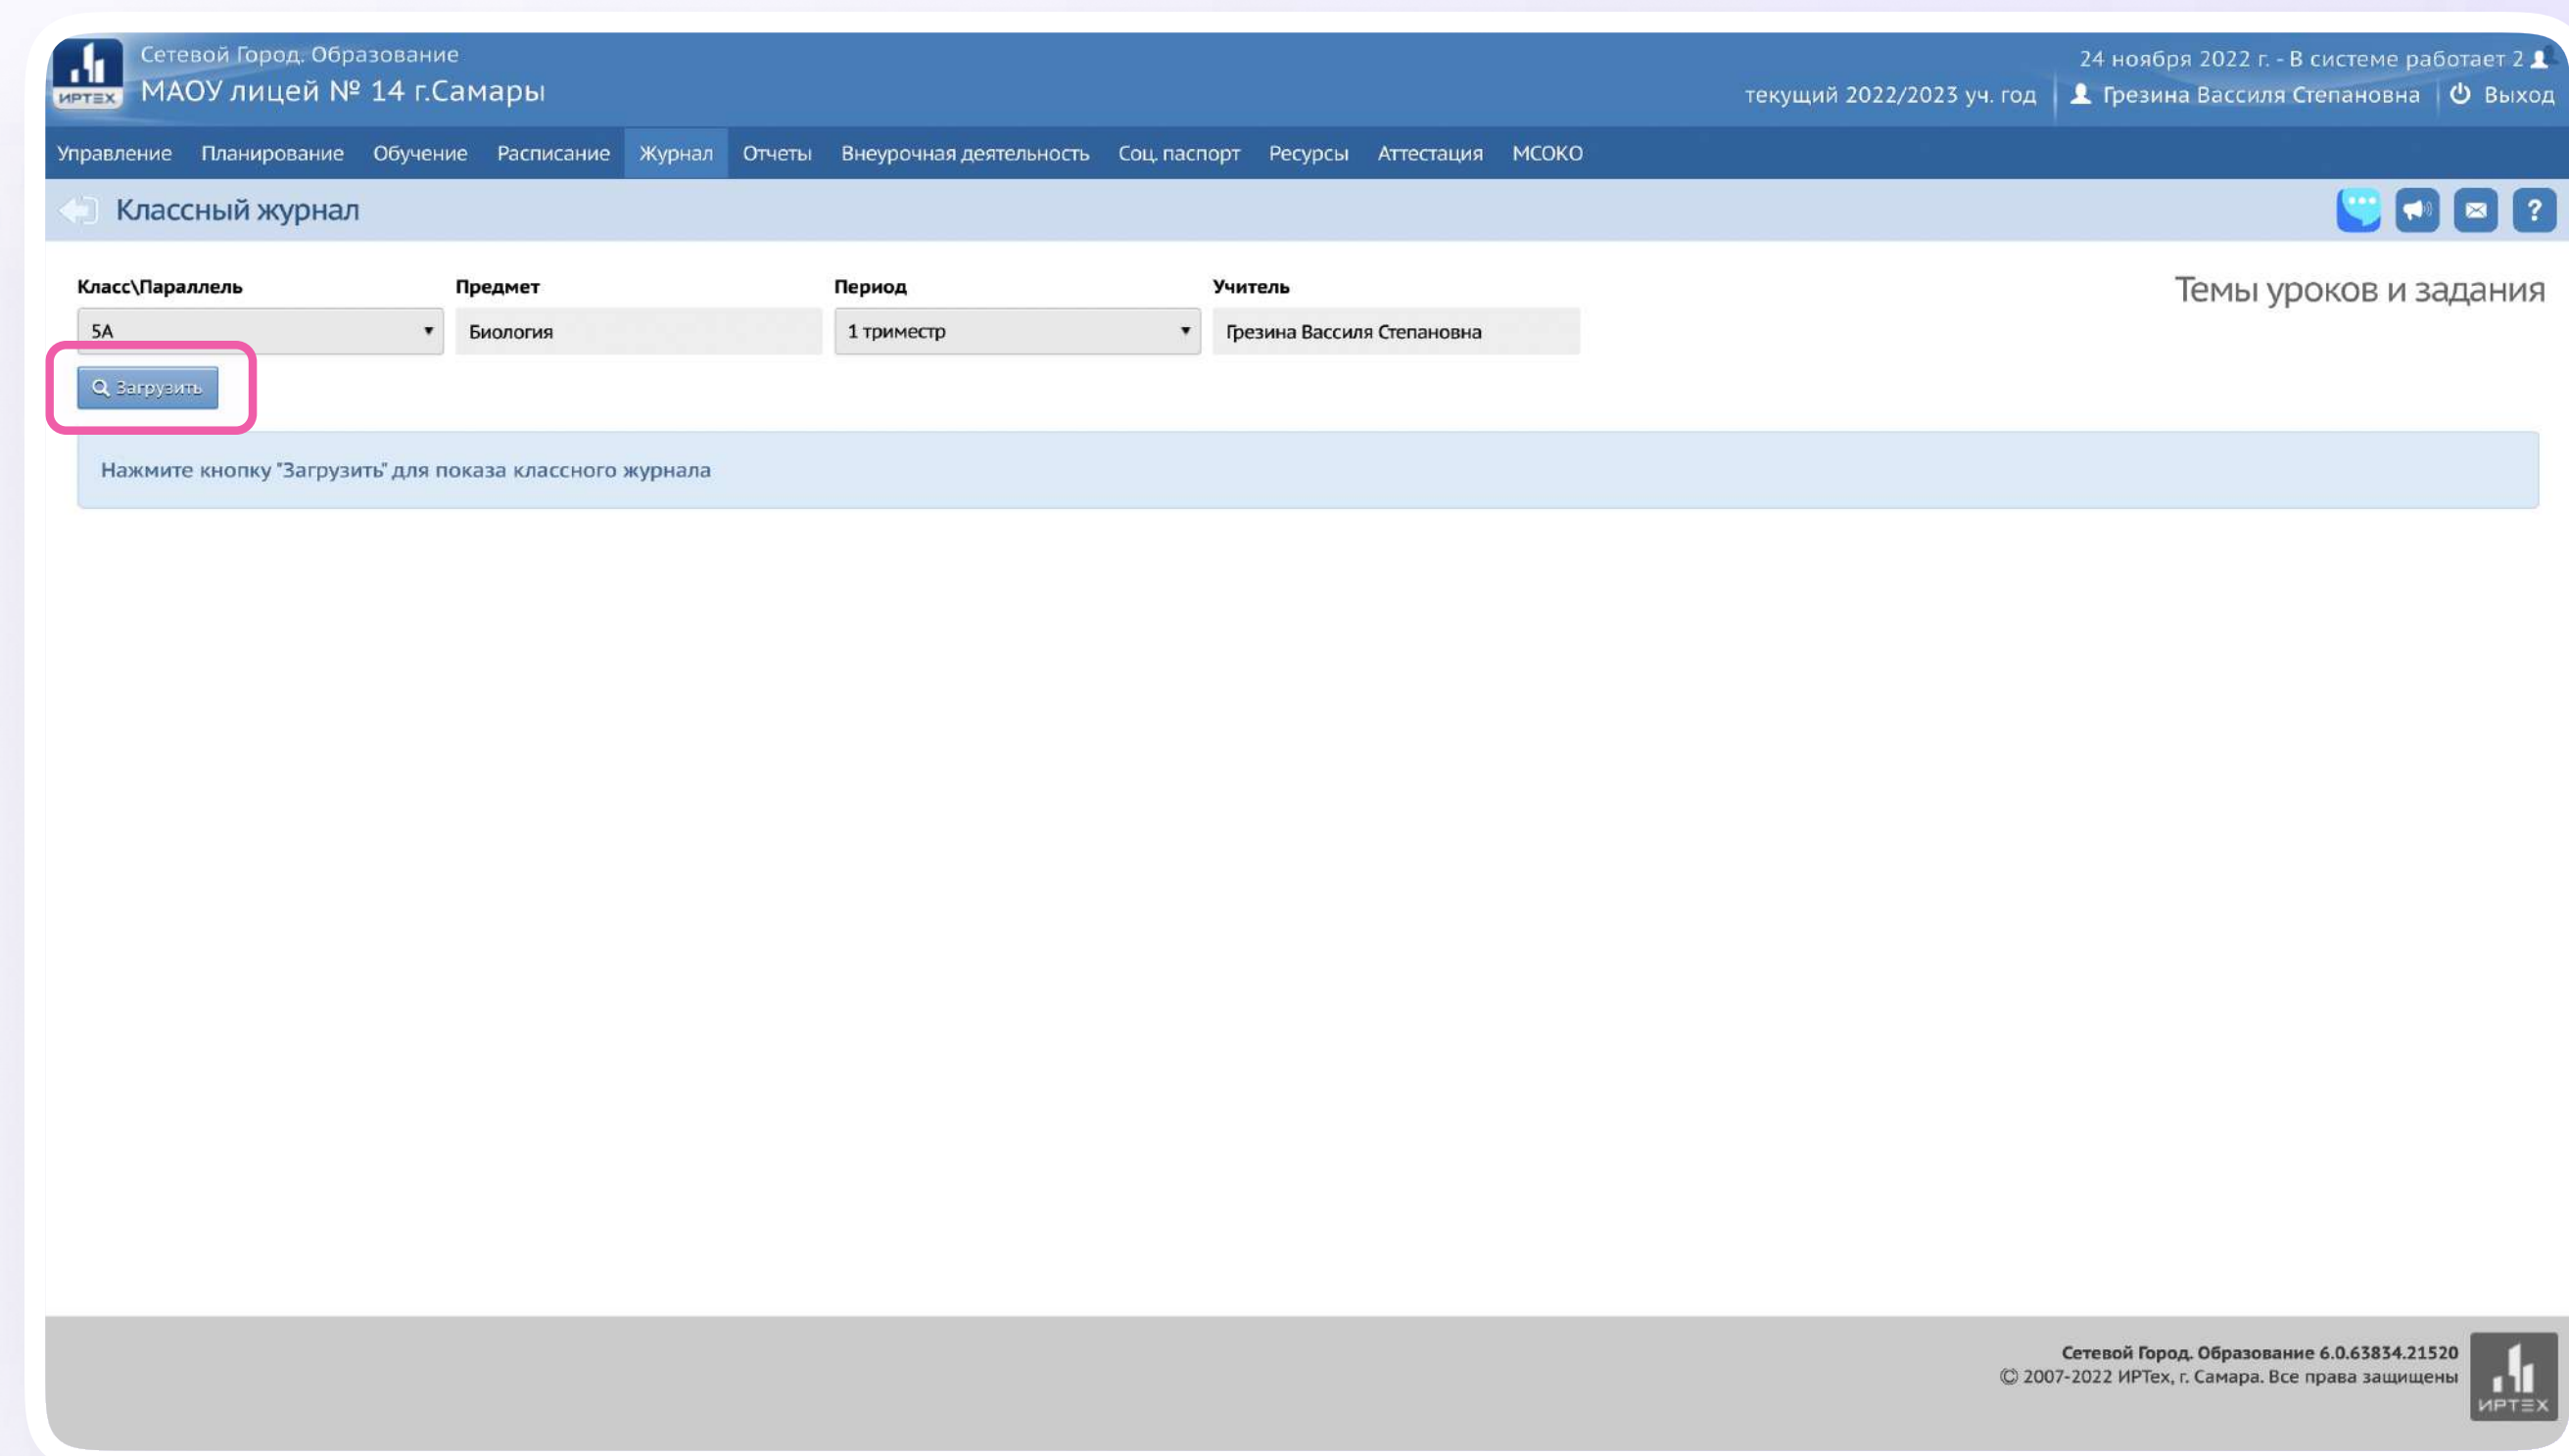 Сетевой Город. Образование
МАОУ лицей № 14 г.Самары
ИРТЕХ
24 ноября 2022 г. - В системе работает 2
текущий 2022/2023 уч. год Грезина Вассиля Степановна Выход
Управление Планирование Обучение Расписание Журнал Отчеты Внеурочная деятельность Соц. паспорт Ресурсы Аттестация МСОКО
Классный журнал
?
Класс\Параллель Предмет Период Учитель
Темы уроков и задания
5А Биология 1 триместр Грезина Вассиля Степановна
Загрузить
Нажмите кнопку "Загрузить" для показа классного журнала
Сетевой Город. Образование 6.0.63834.21520
© 2007-2022 ИРТех, г. Самара. Все права защищены
ИРТЕХ